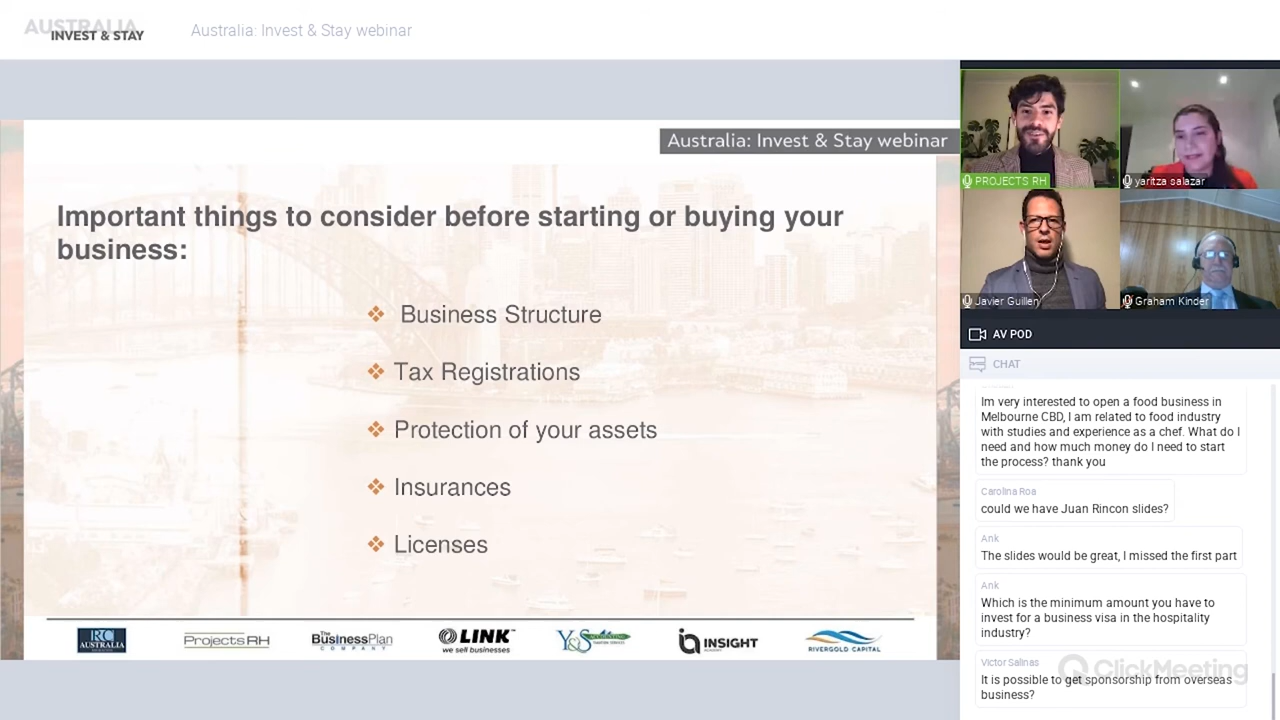 AUSTRALIA
INVEST & STAY
Australia: Invest & Stay webinar
Australia: Invest & Stay webinar
Important things to consider before starting or buying your
business:
Business Structure
Tax Registrations
Protection of your assets
Insurances
Licenses
AUSTRALIA
Projects RH
The
BusinessPlan
COMPANY
LINK
we sell businesses
Y&S ACCOUNTING
INSIGHT
RIVERGOLD CAPITAL
PROJECTS RH
yaritza salazar
Javier Guillen
Graham Kinder
AV POD
CHAT
Im very interested to open a food business in
Melbourne CBD, I am related to food industry
with studies and experience as a chef. What do I
need and how much money do I need to start
the process? thank you
Carolina Roa
could we have Juan Rincon slides?
Ank
The slides would be great, I missed the first part
Ank
Which is the minimum amount you have to
invest for a business visa in the hospitality
industry?
Victor Salinas
ClickMeeting
It is possible to get sponsorship from overseas
business?